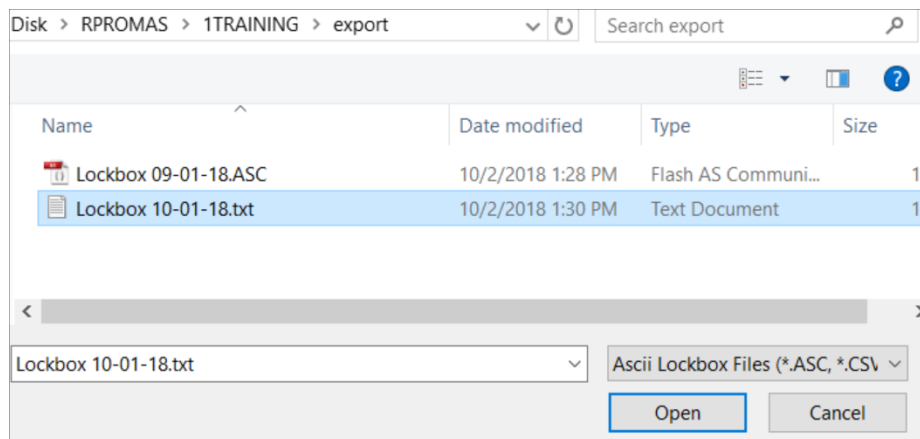 Disk > RPROMAS > 1TRAINING > export Search export
Name Date modified Type Size
Lockbox 09-01-18.ASC 10/2/2018 1:28 PM Flash AS Communi... 1
Lockbox 10-01-18.txt 10/2/2018 1:30 PM Text Document 1
Lockbox 10-01-18.txt Ascii Lockbox Files (*.ASC, *.CSV
Open Cancel